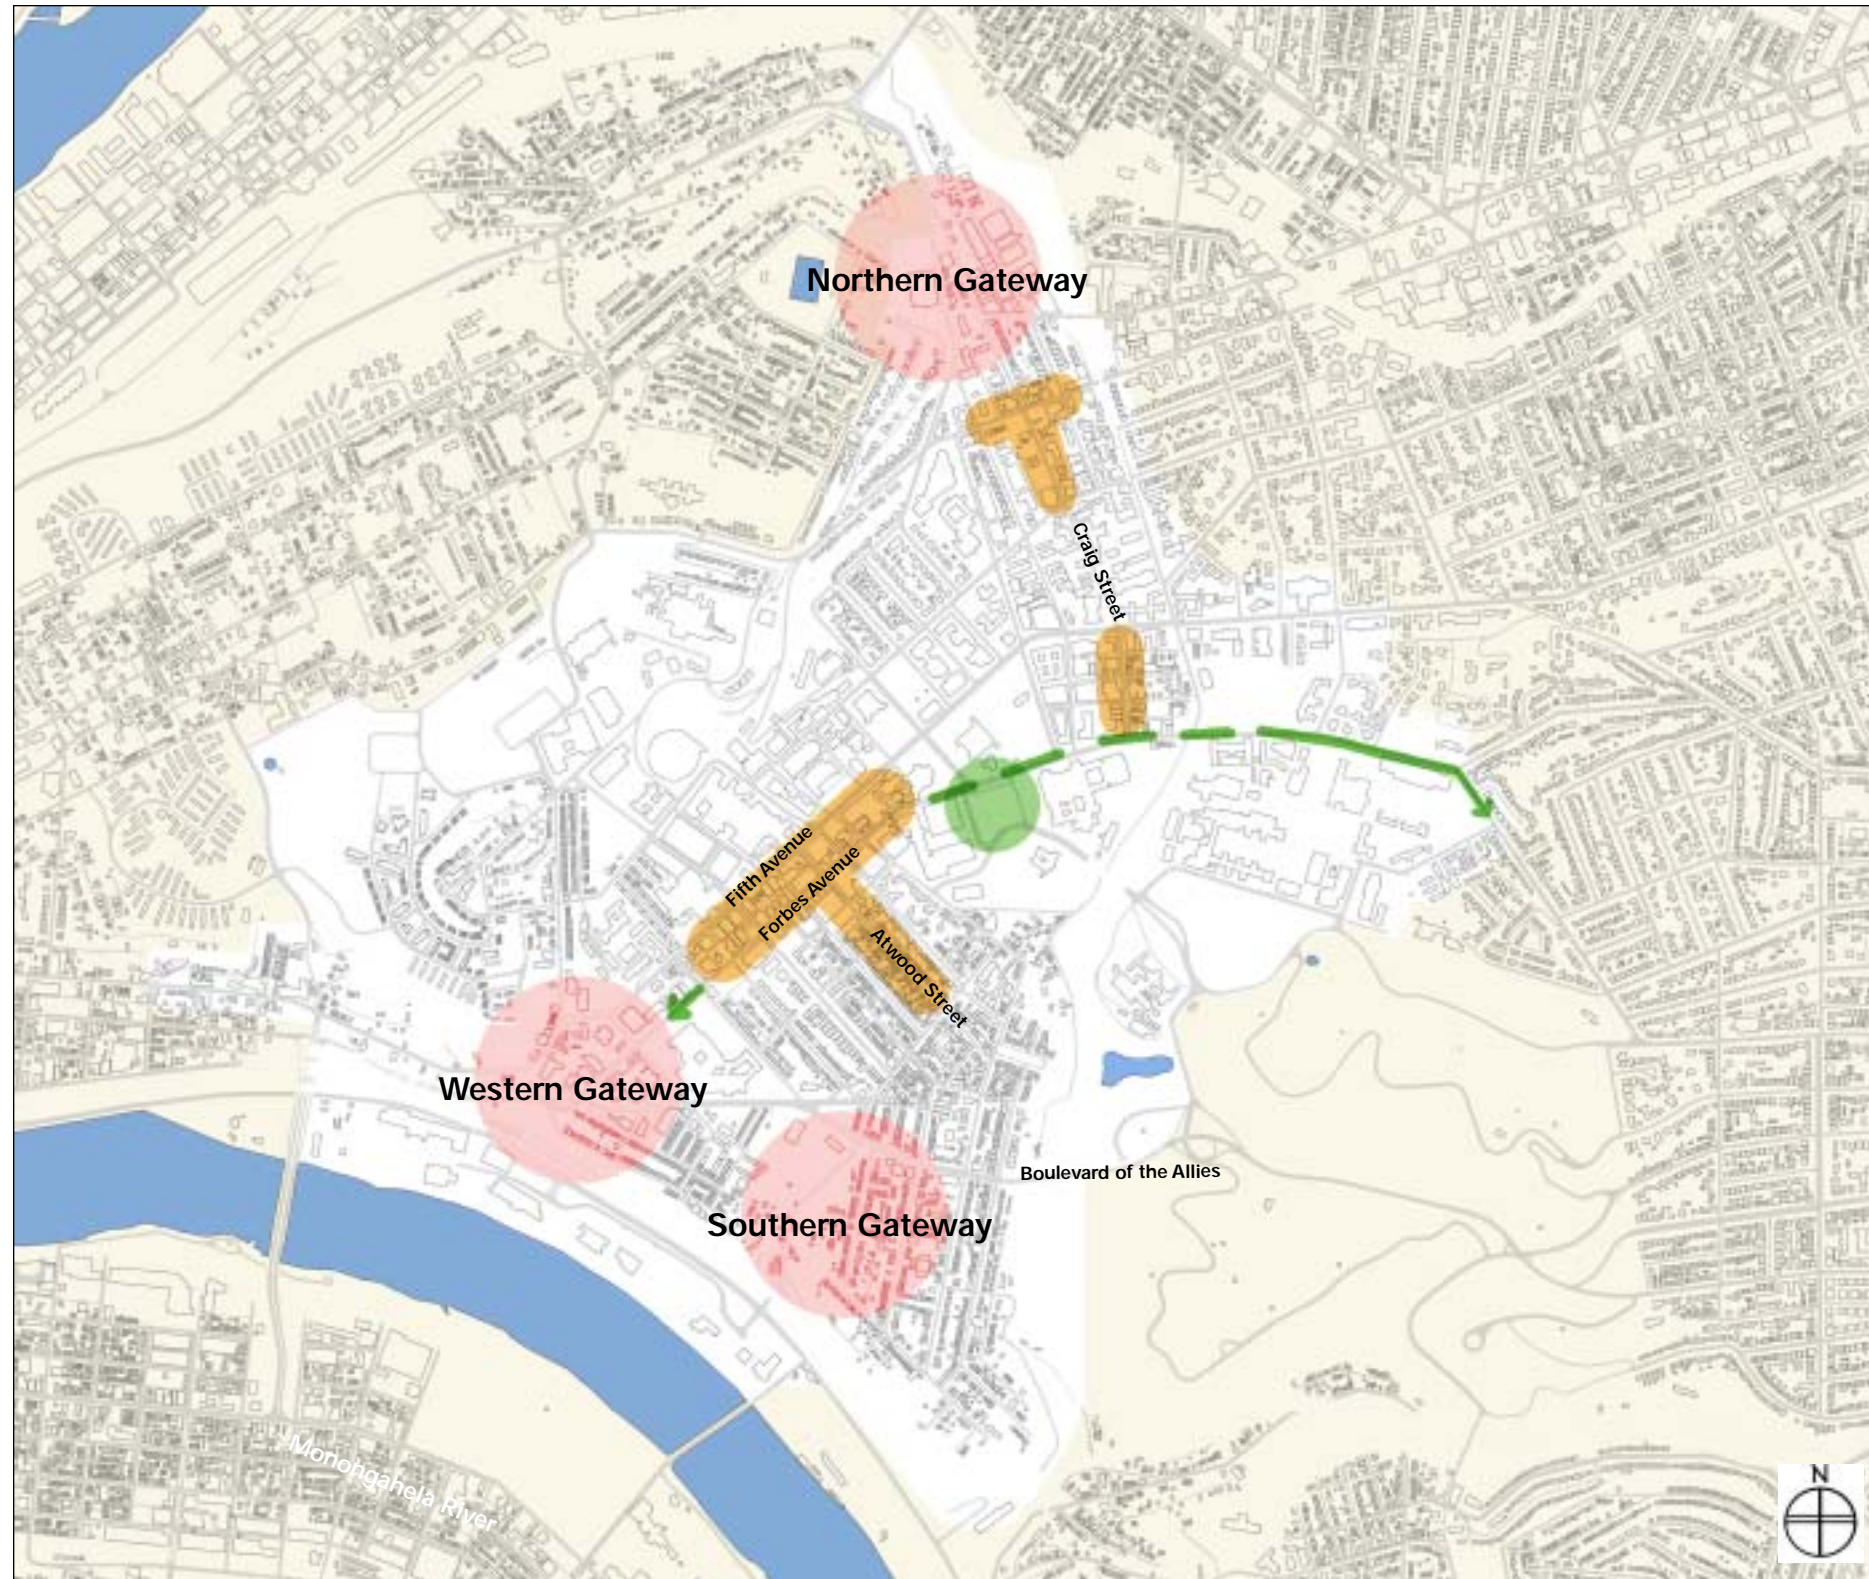 Northern Gateway
Craig Street
Fifth Avenue
Forbes Avenue
Atwood Street
Western Gateway
Boulevard of the Allies
Southern Gateway
Monongahela River
N